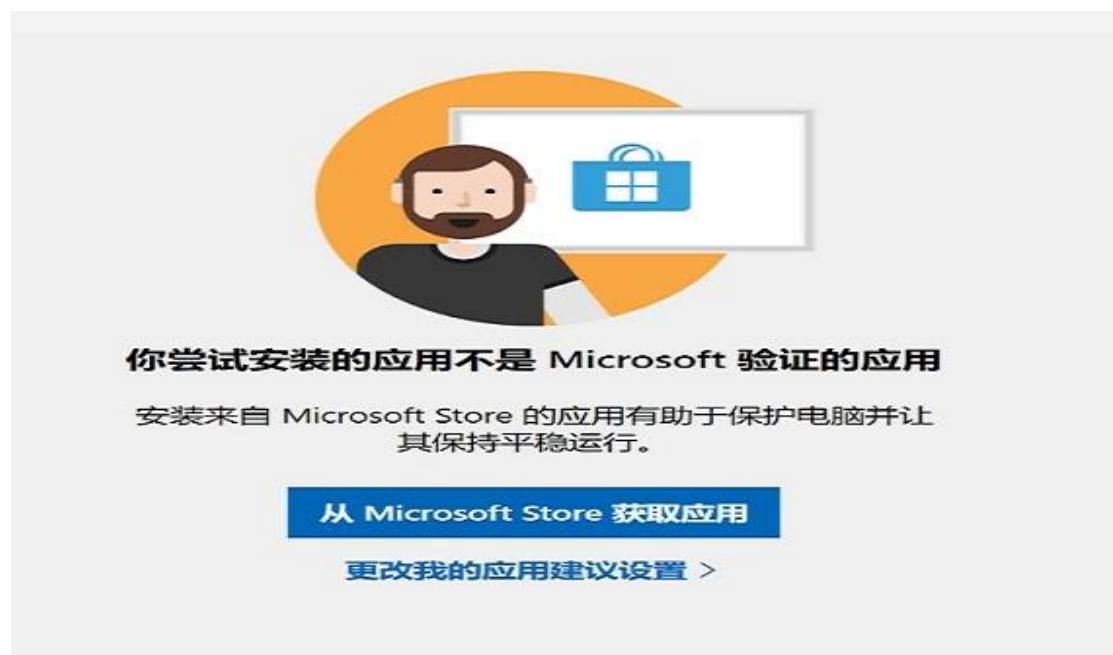 你尝试安装的应用不是 Microsoft 验证的应用
安装来自 Microsoft Store 的应用有助于保护电脑并让
其保持平稳运行。
从 Microsoft Store 获取应用
更改我的应用建议设置 >